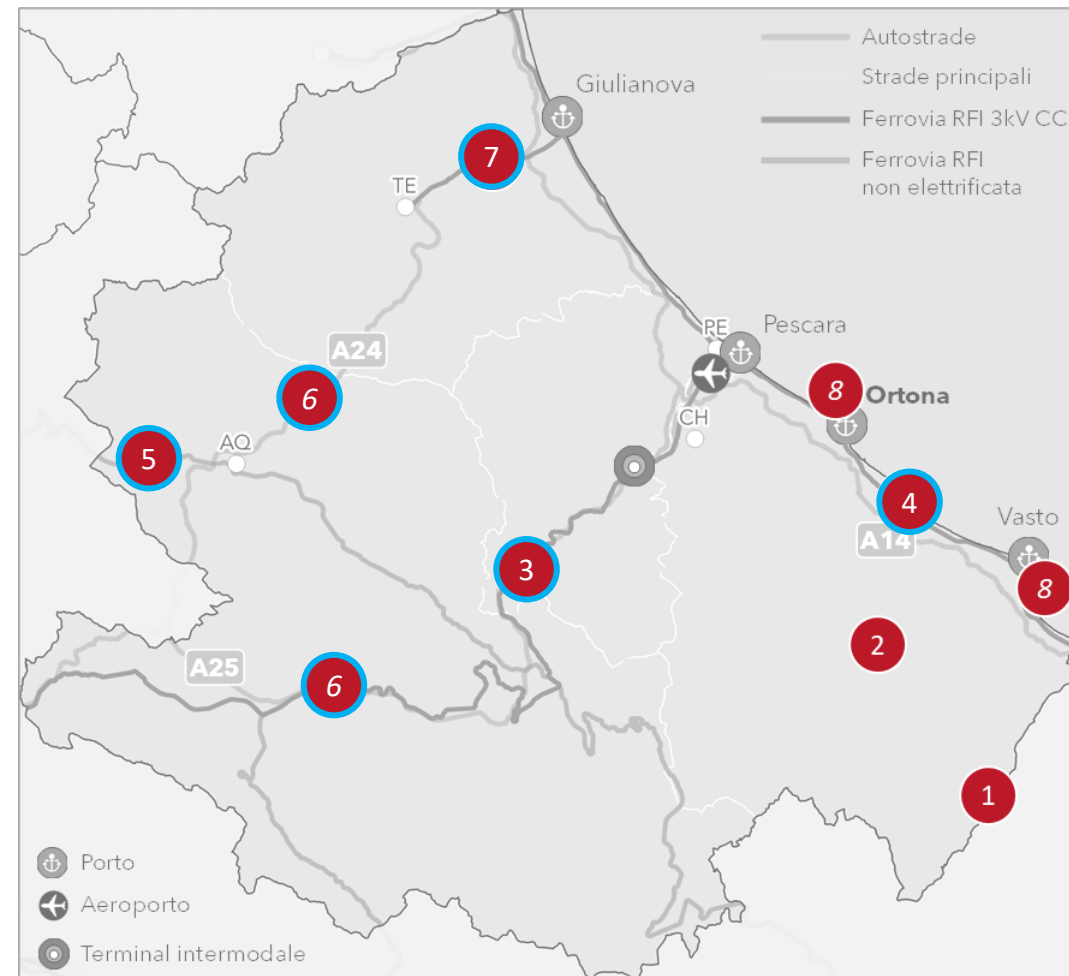 Autostrade
Strade principali
Ferrovia RFI 3kV CC
Ferrovia RFI
non elettrificata
Giulianova
7
TE
A24
PE
Pescara
6
8
Ortona
CH
5
AQ
4
Vasto
A14
3
8
2
A25
6
1
Porto
Aeroporto
Terminal intermodale